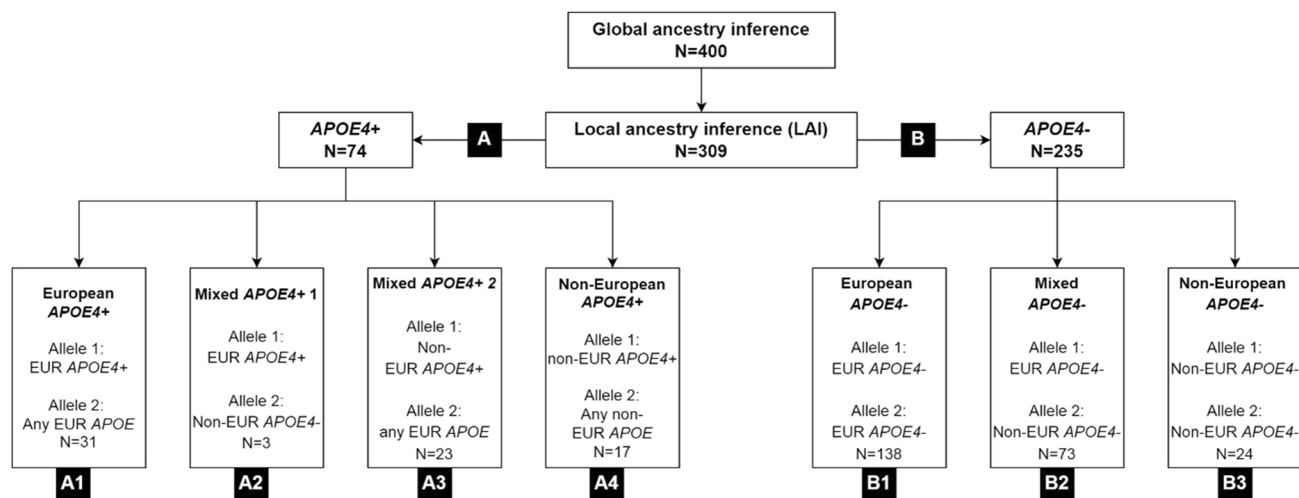 Global ancestry inference
N=400
APOE4+
N=74
A
Local ancestry inference (LAI)
N=309
B
APOE4-
N=235
European
APOE4+
Allele 1:
EUR APOE4+
Allele 2:
Any EUR APOE
N=31
A1
Mixed APOE4+ 1
Allele 1:
EUR APOE4+
Allele 2:
Non-EUR APOE4-
N=3
A2
Mixed APOE4+ 2
Allele 1:
Non-
EUR APOE4+
Allele 2:
any EUR APOE
N=23
A3
Non-European
APOE4+
Allele 1:
non-EUR APOE4+
Allele 2:
Any non-
EUR APOE
N=17
A4
European
APOE4-
Allele 1:
EUR APOE4-
Allele 2:
EUR APOE4-
N=138
B1
Mixed
APOE4-
Allele 1:
EUR APOE4-
Allele 2:
Non-EUR APOE4-
N=73
B2
Non-European
APOE4-
Allele 1:
Non-EUR APOE4-
Allele 2:
Non-EUR APOE4-
N=24
B3